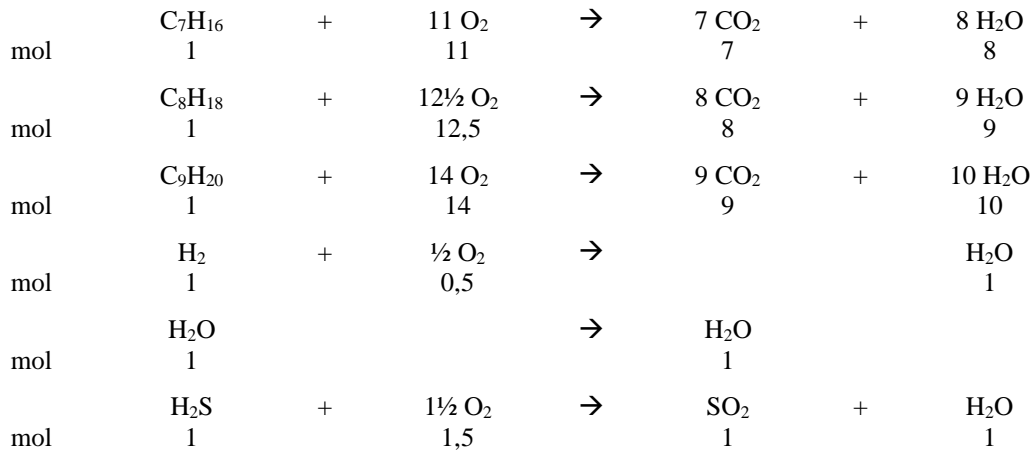 C₇H₁₆ + 11 O₂ → 7 CO₂ + 8 H₂O
mol 1 11 7 8
C₈H₁₈ + 12½ O₂ → 8 CO₂ + 9 H₂O
mol 1 12,5 8 9
C₉H₂₀ + 14 O₂ → 9 CO₂ + 10 H₂O
mol 1 14 9 10
H₂ + ½ O₂ → H₂O
mol 1 0,5 1
H₂O → H₂O
mol 1 1
H₂S + 1½ O₂ → SO₂ + H₂O
mol 1 1,5 1 1